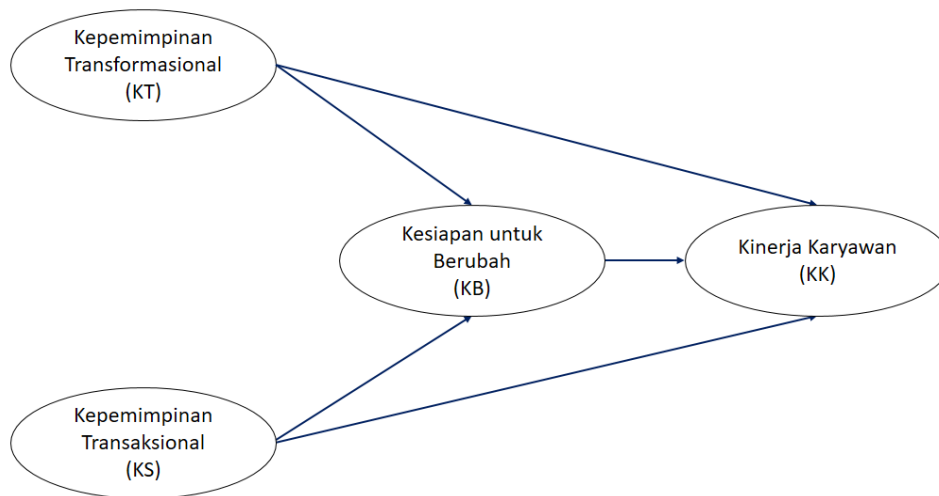 Kepemimpinan
Transformasional
(KT)
Kesiapan untuk
Berubah
(KB)
Kinerja Karyawan
(KK)
Kepemimpinan
Transaksional
(KS)